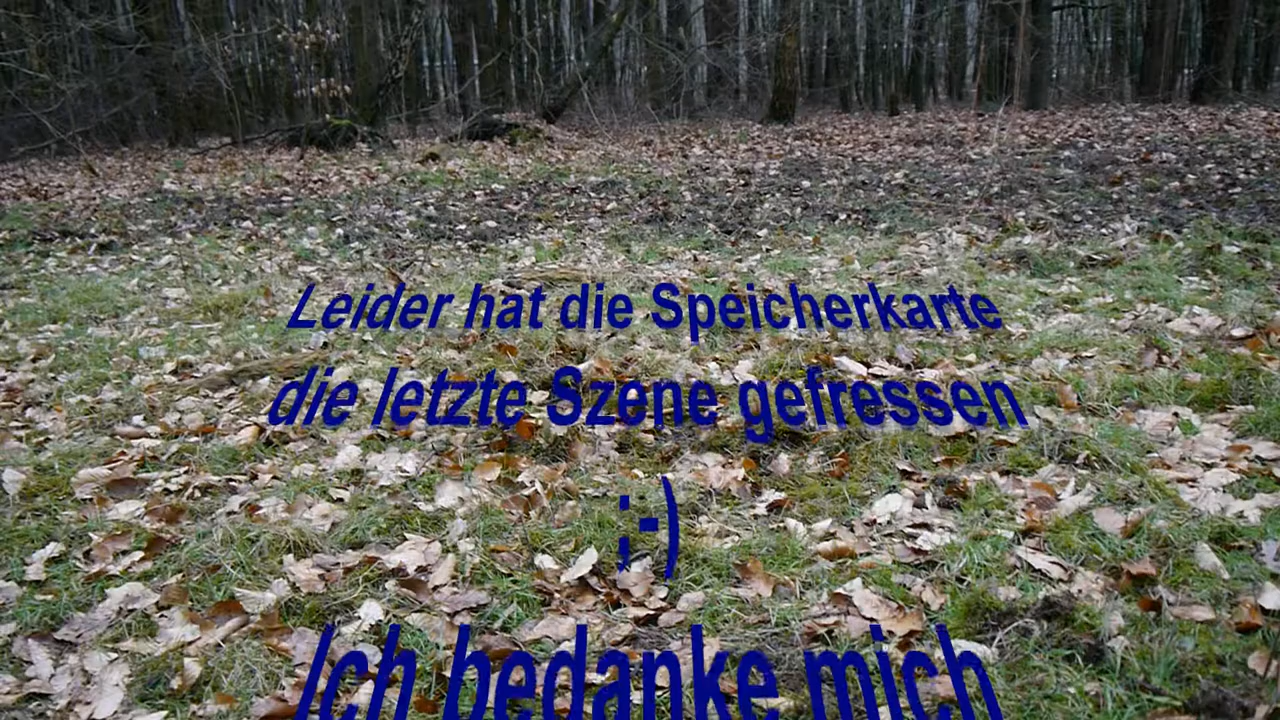 Leider hat die Speicherkarte
die letzte Szene gefressen
;-)
Ich bedanke mich